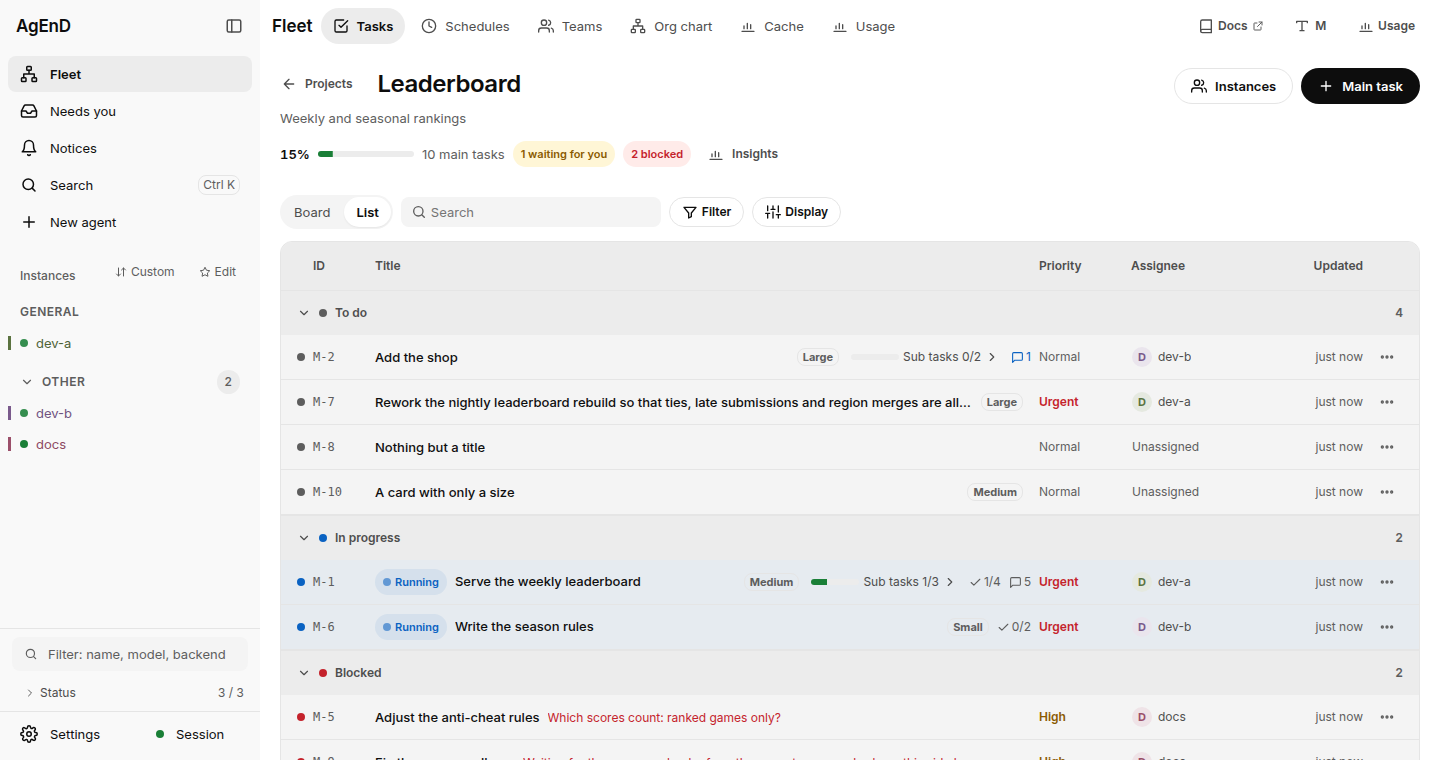 AgEnD
Fleet
Needs you
Notices
Search Ctrl K
New agent
Instances Custom Edit
GENERAL
dev-a
OTHER 2
dev-b
docs
Filter: name, model, backend
Status 3 / 3
Settings Session
Fleet Tasks Schedules Teams Org chart Cache Usage Docs M Usage
Projects Leaderboard Instances Main task
Weekly and seasonal rankings
15% 10 main tasks 1 waiting for you 2 blocked Insights
Board List Search Filter Display
ID Title Priority Assignee Updated
To do 4
M-2 Add the shop Large Sub tasks 0/2 1 Normal D dev-b just now
M-7 Rework the nightly leaderboard rebuild so that ties, late submissions and region merges are all... Large Urgent D dev-a just now
M-8 Nothing but a title Normal Unassigned just now
M-10 A card with only a size Medium Normal Unassigned just now
In progress 2
M-1 Running Serve the weekly leaderboard Medium Sub tasks 1/3 1/4 5 Urgent D dev-a just now
M-6 Running Write the season rules Small 0/2 Urgent D dev-b just now
Blocked 2
M-5 Adjust the anti-cheat rules Which scores count: ranked games only? High D docs just now